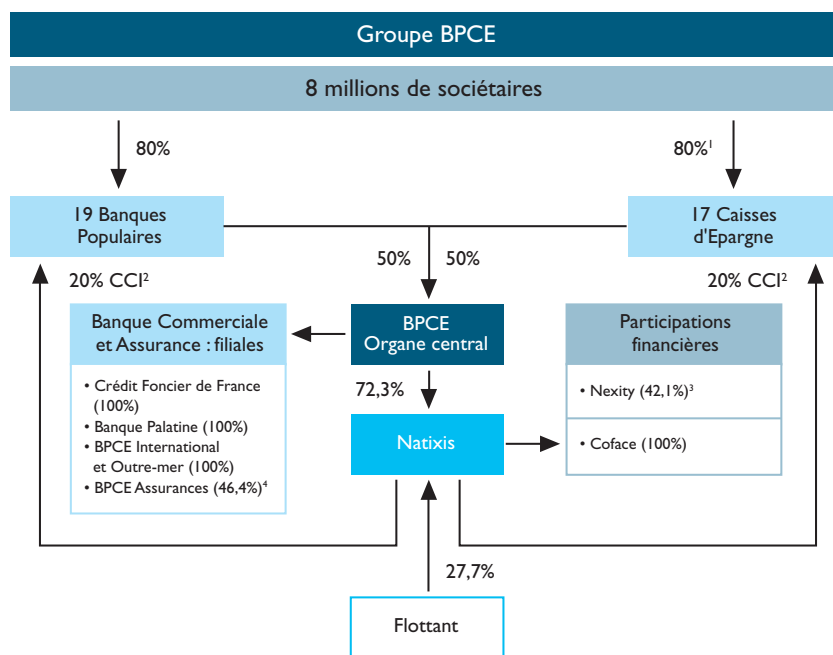 Groupe BPCE
8 millions de sociétaires
80%
80%¹
19 Banques
Populaires
17 Caisses
d'Epargne
50%
50%
20% CCI²
20% CCI²
Banque Commerciale
et Assurance : filiales
BPCE
Organe central
Participations
financières
• Crédit Foncier de France
(100%)
• Banque Palatine (100%)
• BPCE International
et Outre-mer (100%)
• BPCE Assurances (46,4%)⁴
72,3%
• Nexity (42,1%)³
Natixis
• Coface (100%)
27,7%
Flottant